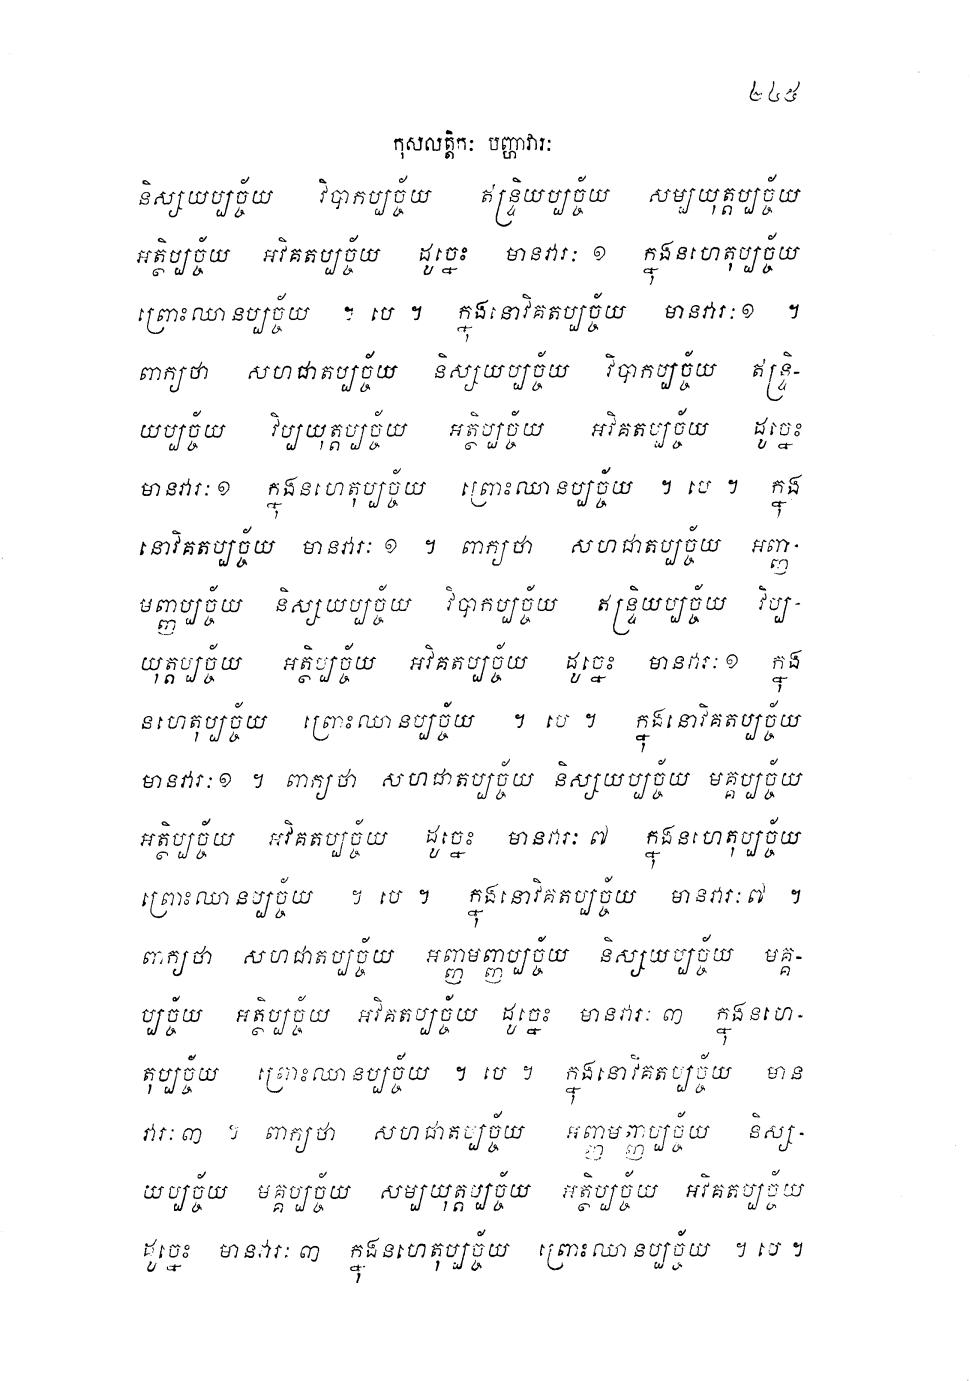 ២៤៥
កុសលត្តិកៈ បញ្ហាវារៈ
និស្សយប្បច្ច័យ វិបាកប្បច្ច័យ ឥន្ទ្រិយប្បច្ច័យ សម្បយុត្តប្បច្ច័យ
អត្ថិប្បច្ច័យ អវិគតប្បច្ច័យ ដូច្នេះ មានវារៈ ១ ក្នុងនហេតុប្បច្ច័យ
ព្រោះឈានប្បច្ច័យ ។ បេ ។ ក្នុងនោវិគតប្បច្ច័យ មានវារៈ ១ ។
ពាក្យថា សហជាតប្បច្ច័យ និស្សយប្បច្ច័យ វិបាកប្បច្ច័យ ឥន្ទ្រិ-
យប្បច្ច័យ វិប្បយុត្តប្បច្ច័យ អត្ថិប្បច្ច័យ អវិគតប្បច្ច័យ ដូច្នេះ
មានវារៈ ១ ក្នុងនហេតុប្បច្ច័យ ព្រោះឈានប្បច្ច័យ ។ បេ ។ ក្នុង
នោវិគតប្បច្ច័យ មានវារៈ ១ ។ ពាក្យថា សហជាតប្បច្ច័យ អញ្ញ-
មញ្ញប្បច្ច័យ និស្សយប្បច្ច័យ វិបាកប្បច្ច័យ ឥន្ទ្រិយប្បច្ច័យ វិប្ប-
យុត្តប្បច្ច័យ អត្ថិប្បច្ច័យ អវិគតប្បច្ច័យ ដូច្នេះ មានវារៈ ១ ក្នុង
នហេតុប្បច្ច័យ ព្រោះឈានប្បច្ច័យ ។ បេ ។ ក្នុងនោវិគតប្បច្ច័យ
មានវារៈ ១ ។ ពាក្យថា សហជាតប្បច្ច័យ និស្សយប្បច្ច័យ មគ្គប្បច្ច័យ
អត្ថិប្បច្ច័យ អវិគតប្បច្ច័យ ដូច្នេះ មានវារៈ ៧ ក្នុងនហេតុប្បច្ច័យ
ព្រោះឈានប្បច្ច័យ ។ បេ ។ ក្នុងនោវិគតប្បច្ច័យ មានវារៈ ៧ ។
ពាក្យថា សហជាតប្បច្ច័យ អញ្ញមញ្ញប្បច្ច័យ និស្សយប្បច្ច័យ មគ្គ-
ប្បច្ច័យ អត្ថិប្បច្ច័យ អវិគតប្បច្ច័យ ដូច្នេះ មានវារៈ ៣ ក្នុងនហេ-
តុប្បច្ច័យ ព្រោះឈានប្បច្ច័យ ។ បេ ។ ក្នុងនោវិគតប្បច្ច័យ មាន
វារៈ ៣ ។ ពាក្យថា សហជាតប្បច្ច័យ អញ្ញមញ្ញប្បច្ច័យ និស្ស-
យប្បច្ច័យ មគ្គប្បច្ច័យ សម្បយុត្តប្បច្ច័យ អត្ថិប្បច្ច័យ អវិគតប្បច្ច័យ
ដូច្នេះ មានវារៈ ៣ ក្នុងនហេតុប្បច្ច័យ ព្រោះឈានប្បច្ច័យ ។ បេ ។